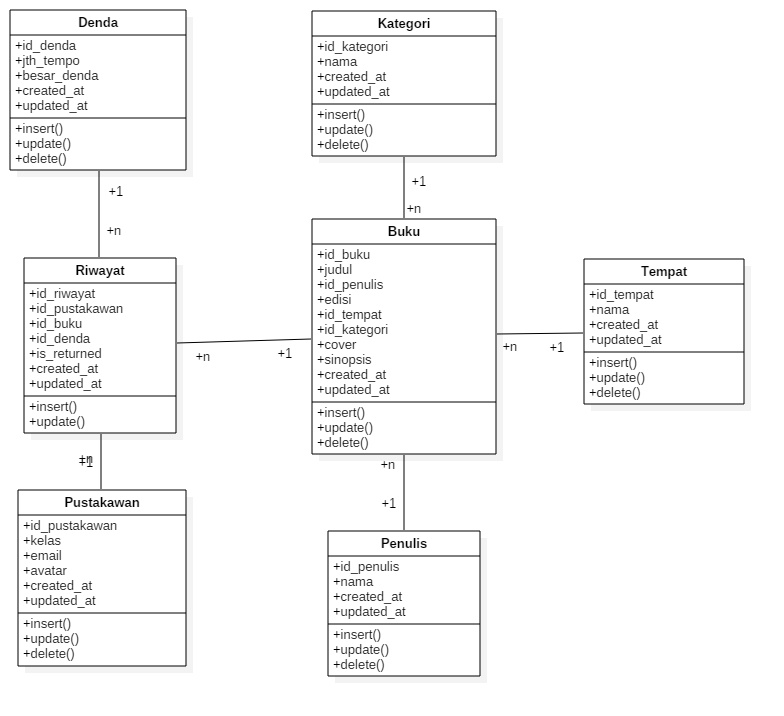 Denda
+id_denda
+jth_tempo
+besar_denda
+created_at
+updated_at
+insert()
+update()
+delete()
+1
+n
Kategori
+id_kategori
+nama
+created_at
+updated_at
+insert()
+update()
+delete()
+1
+n
Riwayat
+id_riwayat
+id_pustakawan
+id_buku
+id_denda
+is_returned
+created_at
+updated_at
+insert()
+update()
+n
+1
Buku
+id_buku
+judul
+id_penulis
+edisi
+id_tempat
+id_kategori
+cover
+sinopsis
+created_at
+updated_at
+insert()
+update()
+delete()
+n
+1
Tempat
+id_tempat
+nama
+created_at
+updated_at
+insert()
+update()
+delete()
+n
+1
Pustakawan
+id_pustakawan
+kelas
+email
+avatar
+created_at
+updated_at
+insert()
+update()
+delete()
+n
+1
Penulis
+id_penulis
+nama
+created_at
+updated_at
+insert()
+update()
+delete()